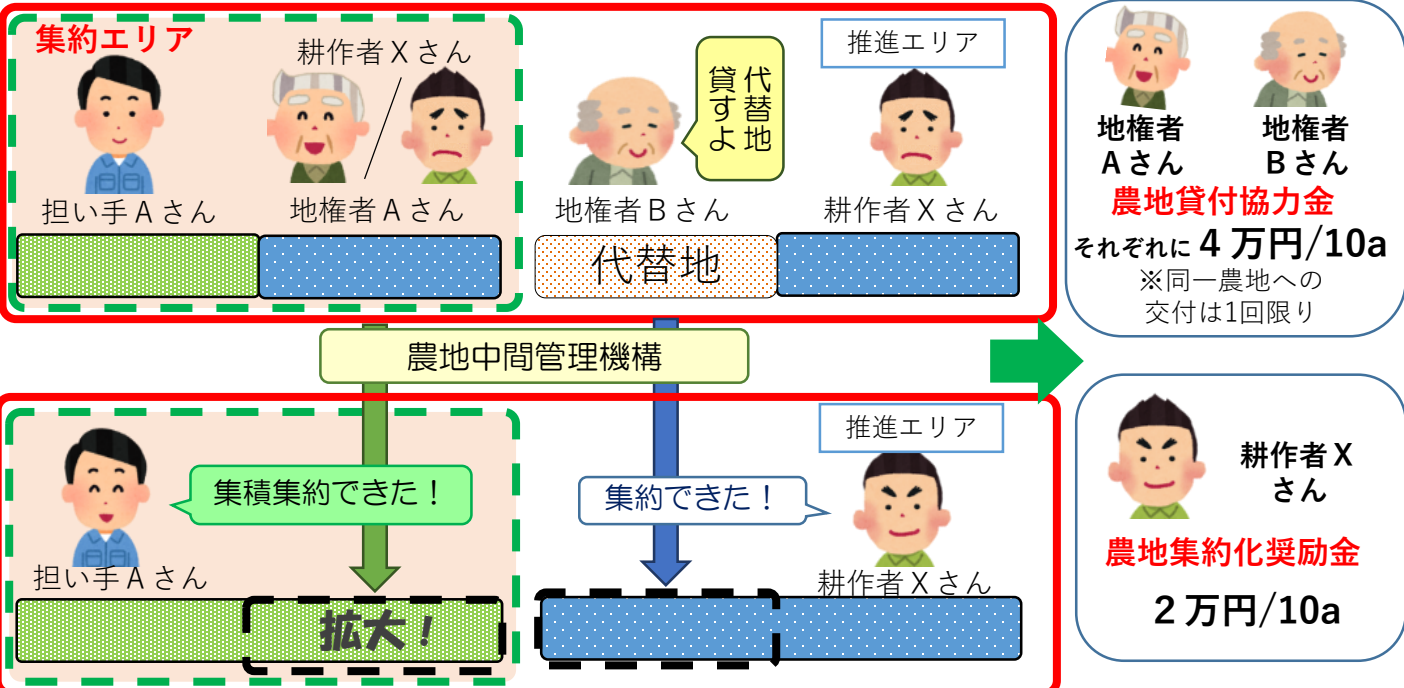 集約エリア
耕作者Xさん
代替地
貸すよ
推進エリア
担い手Aさん
地権者Aさん
地権者Bさん
耕作者Xさん
代替地
地権者
Aさん
地権者
Bさん
農地貸付協力金
それぞれに4万円/10a
※同一農地への
交付は1回限り
農地中間管理機構
推進エリア
集積集約できた！
集約できた！
担い手Aさん
耕作者Xさん
拡大！
耕作者X
さん
農地集約化奨励金
2万円/10a